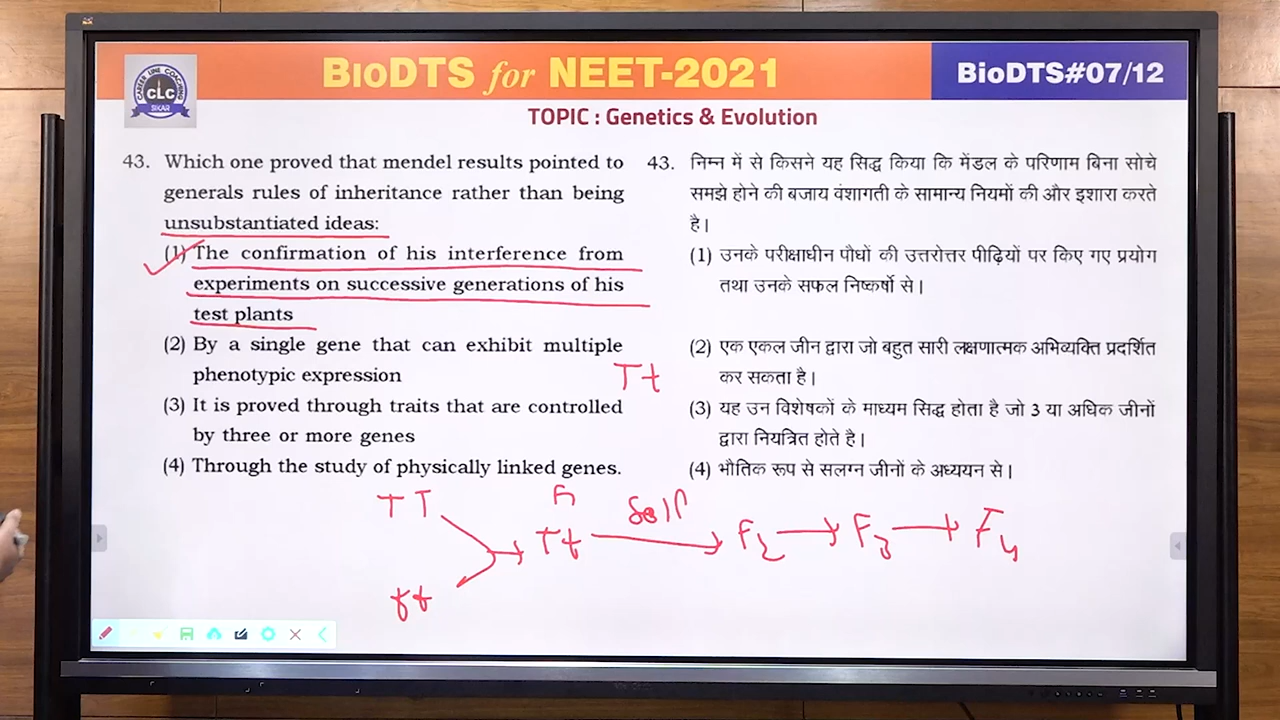 BIODTS for NEET-2021
BioDTS#07/12
CAREER LINE COACHING
CLC
SIKAR
TOPIC : Genetics & Evolution
43. Which one proved that mendel results pointed to
generals rules of inheritance rather than being
unsubstantiated ideas:
(1) The confirmation of his interference from
experiments on successive generations of his
test plants
(2) By a single gene that can exhibit multiple
phenotypic expression
(3) It is proved through traits that are controlled
by three or more genes
(4) Through the study of physically linked genes.
43. निम्न में से किसने यह सिद्ध किया कि मेंडल के परिणाम बिना सोचे
समझे होने की बजाय वंशागती के सामान्य नियमों की और इशारा करते
है।
(1) उनके परीक्षाधीन पौधों की उत्तरोत्तर पीढ़ियों पर किए गए प्रयोग
तथा उनके सफल निष्कर्षो से।
(2) एक एकल जीन द्वारा जो बहुत सारी लक्षणात्मक अभिव्यक्ति प्रदर्शित
कर सकता है।
(3) यह उन विशेषकों के माध्यम सिद्ध होता है जो 3 या अधिक जीनों
द्वारा नियत्रित होते है।
(4) भौतिक रूप से सलग्न जीनों के अध्ययन से।
Tt
TT
tt
Tt
Self
F2
F3
F4